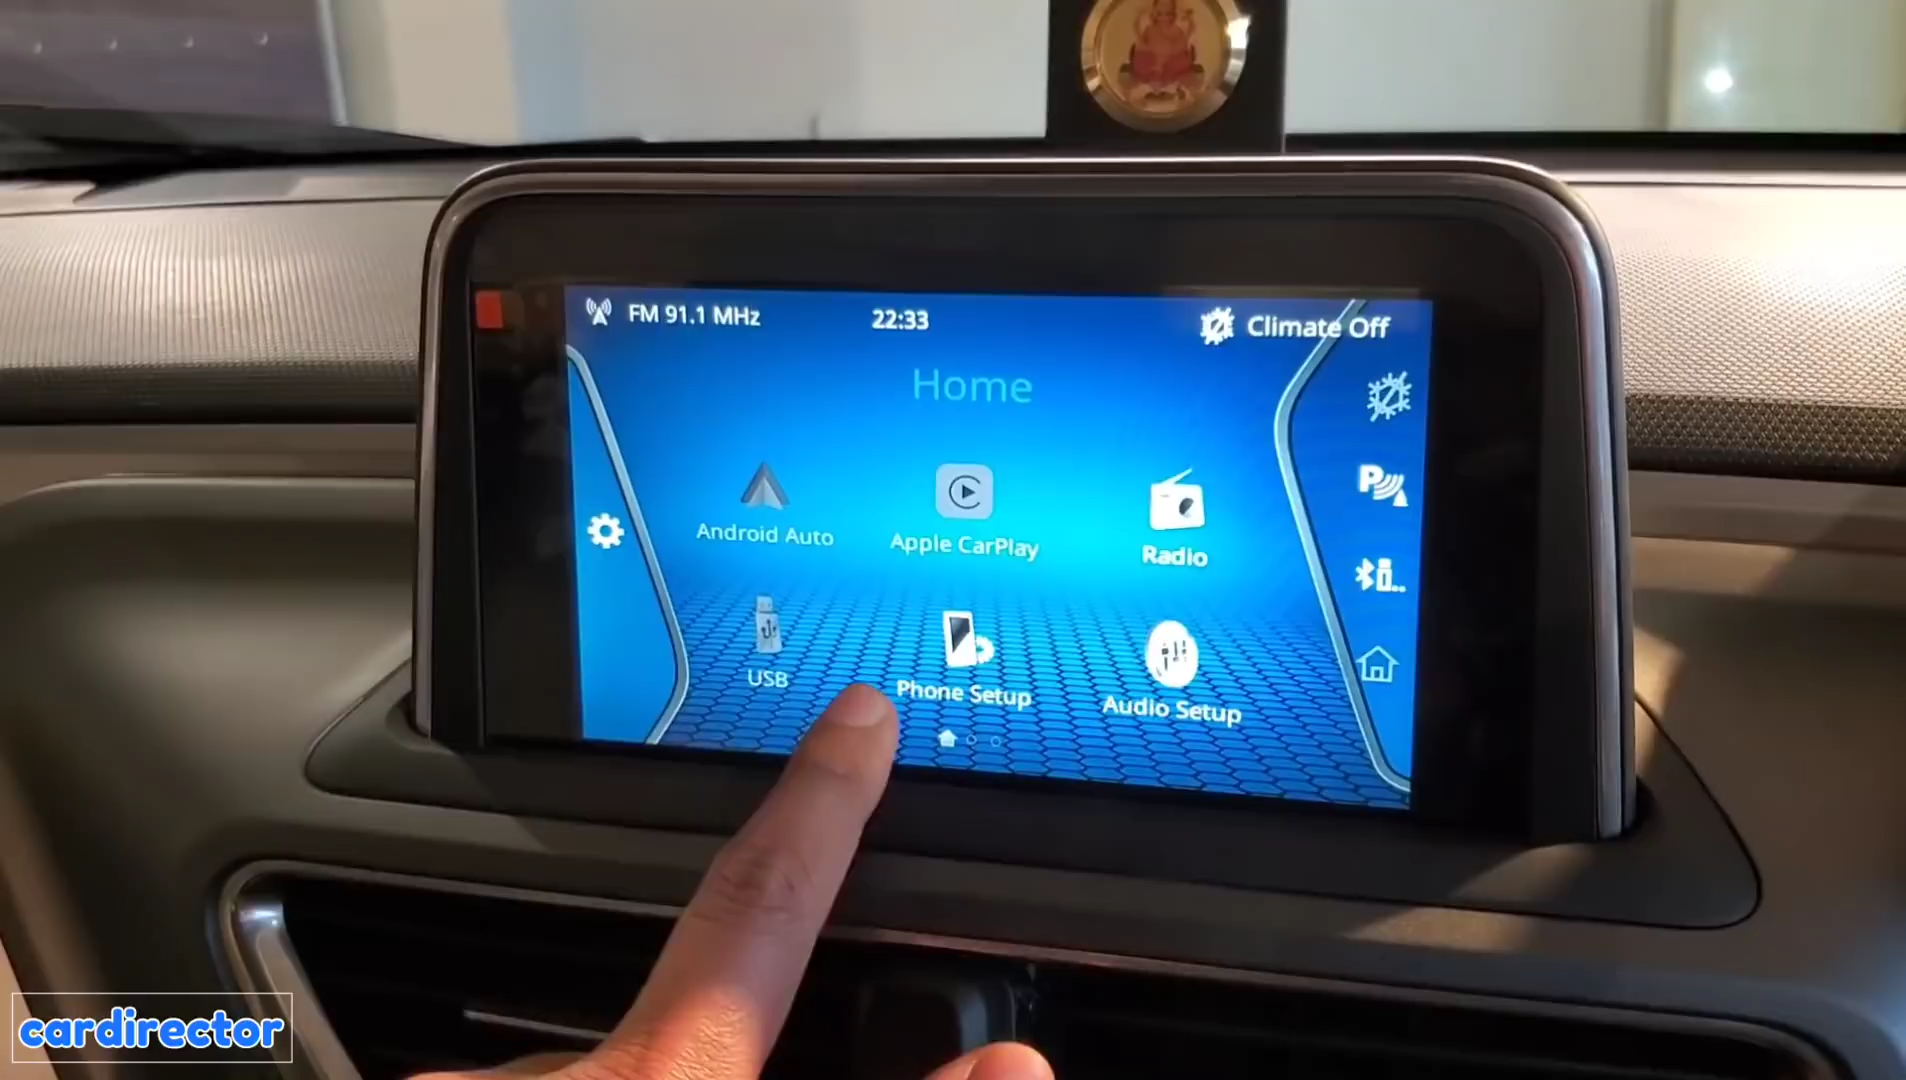 FM 91.1 MHz
22:33
Climate Off
Home
Android Auto
Apple CarPlay
Radio
USB
Phone Setup
Audio Setup
cardirector